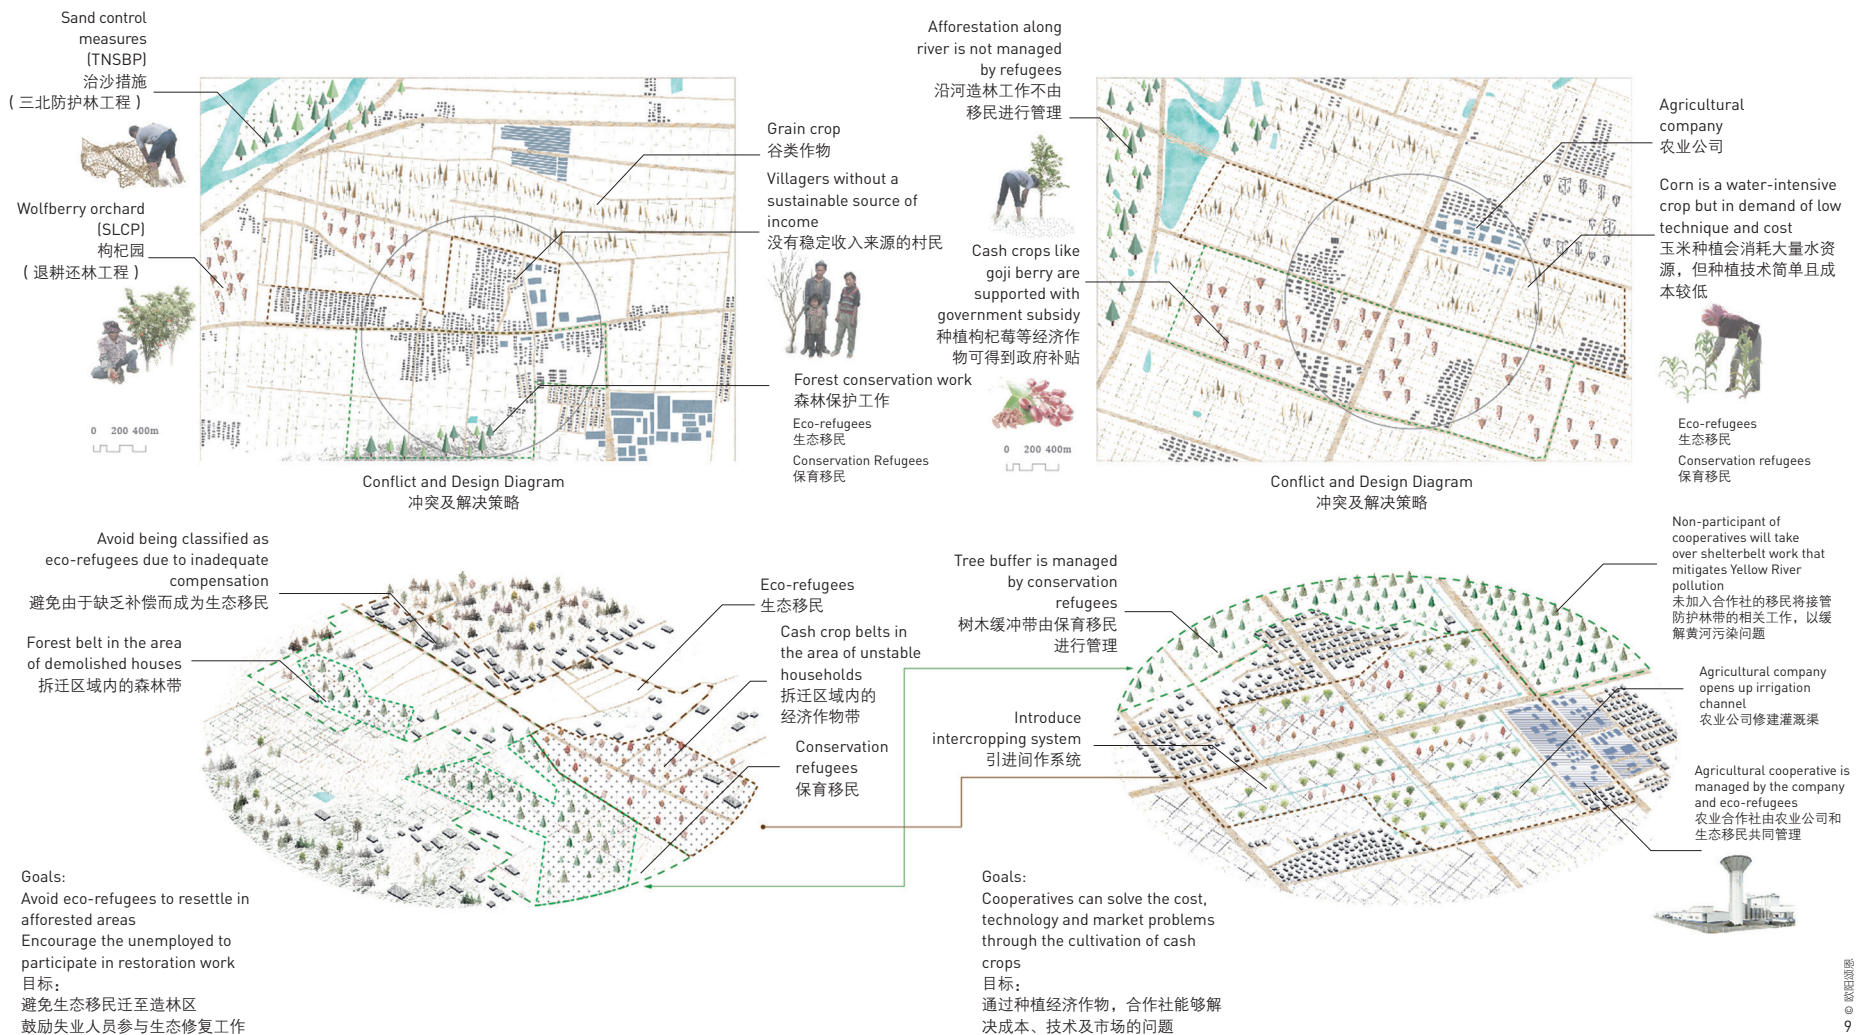 Sand control
measures
(TNSBP)
治沙措施
( 三北防护林工程 )
Wolfberry orchard
(SLCP)
枸杞园
( 退耕还林工程 )
0 200 400m
Grain crop
谷类作物
Villagers without a
sustainable source of
income
没有稳定收入来源的村民
Forest conservation work
森林保护工作
Eco-refugees
生态移民
Conservation Refugees
保育移民
Conflict and Design Diagram
冲突及解决策略
Afforestation along
river is not managed
by refugees
沿河造林工作不由
移民进行管理
Cash crops like
goji berry are
supported with
government subsidy
种植枸杞莓等经济作
物可得到政府补贴
0 200 400m
Agricultural
company
农业公司
Corn is a water-intensive
crop but in demand of low
technique and cost
玉米种植会消耗大量水资
源，但种植技术简单且成
本较低
Eco-refugees
生态移民
Conservation refugees
保育移民
Conflict and Design Diagram
冲突及解决策略
Avoid being classified as
eco-refugees due to inadequate
compensation
避免由于缺乏补偿而成为生态移民
Forest belt in the area
of demolished houses
拆迁区域内的森林带
Eco-refugees
生态移民
Cash crop belts in
the area of unstable
households
拆迁区域内的
经济作物带
Conservation
refugees
保育移民
Goals:
Avoid eco-refugees to resettle in
afforested areas
Encourage the unemployed to
participate in restoration work
目标：
避免生态移民迁至造林区
鼓励失业人员参与生态修复工作
Tree buffer is managed
by conservation
refugees
树木缓冲带由保育移民
进行管理
Introduce
intercropping system
引进间作系统
Non-participant of
cooperatives will take
over shelterbelt work that
mitigates Yellow River
pollution
未加入合作社的移民将接管
防护林带的相关工作，以缓
解黄河污染问题
Agricultural company
opens up irrigation
channel
农业公司修建灌溉渠
Agricultural cooperative is
managed by the company
and eco-refugees
农业合作社由农业公司和
生态移民共同管理
Goals:
Cooperatives can solve the cost,
technology and market problems
through the cultivation of cash
crops
目标：
通过种植经济作物，合作社能够解
决成本、技术及市场的问题
© 欧阳颂恩
9